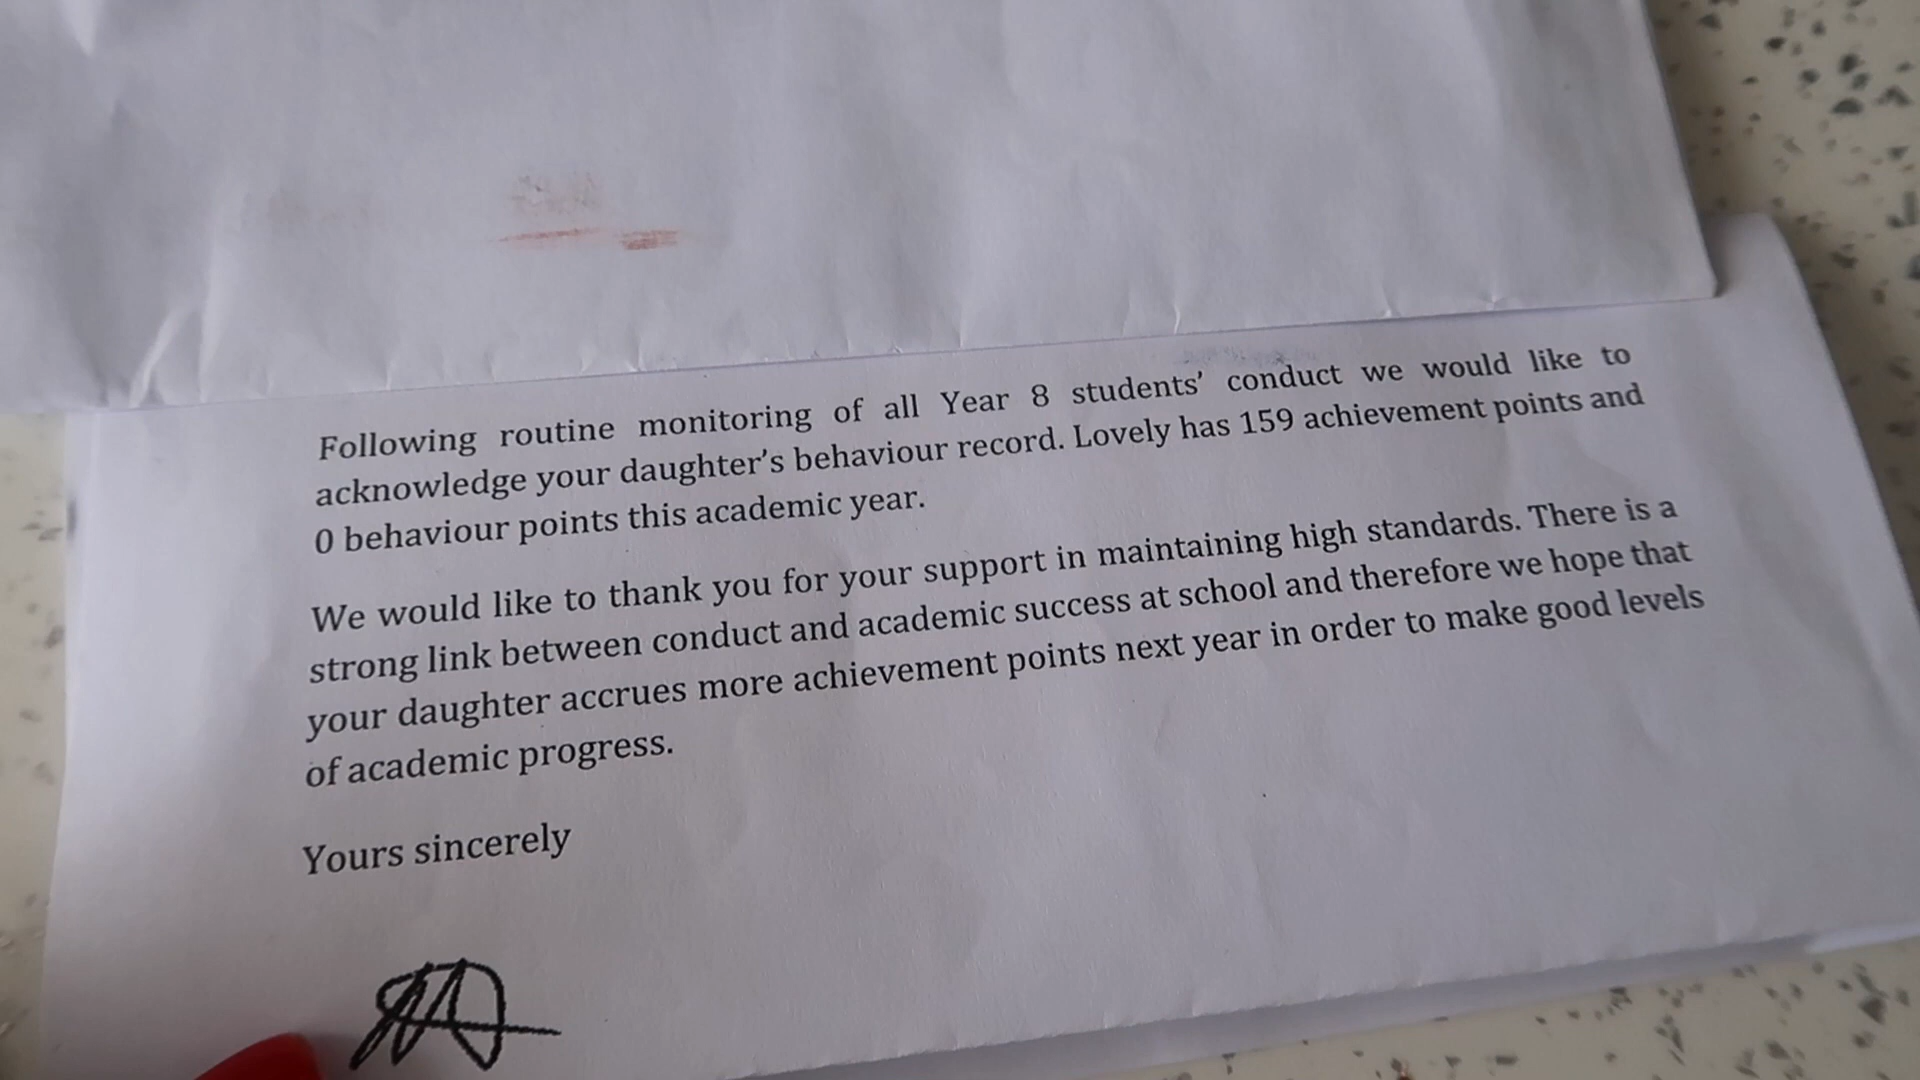 Following routine monitoring of all Year 8 students’ conduct we would like to
acknowledge your daughter’s behaviour record. Lovely has 159 achievement points and
0 behaviour points this academic year.
We would like to thank you for your support in maintaining high standards. There is a
strong link between conduct and academic success at school and therefore we hope that
your daughter accrues more achievement points next year in order to make good levels
of academic progress.
Yours sincerely